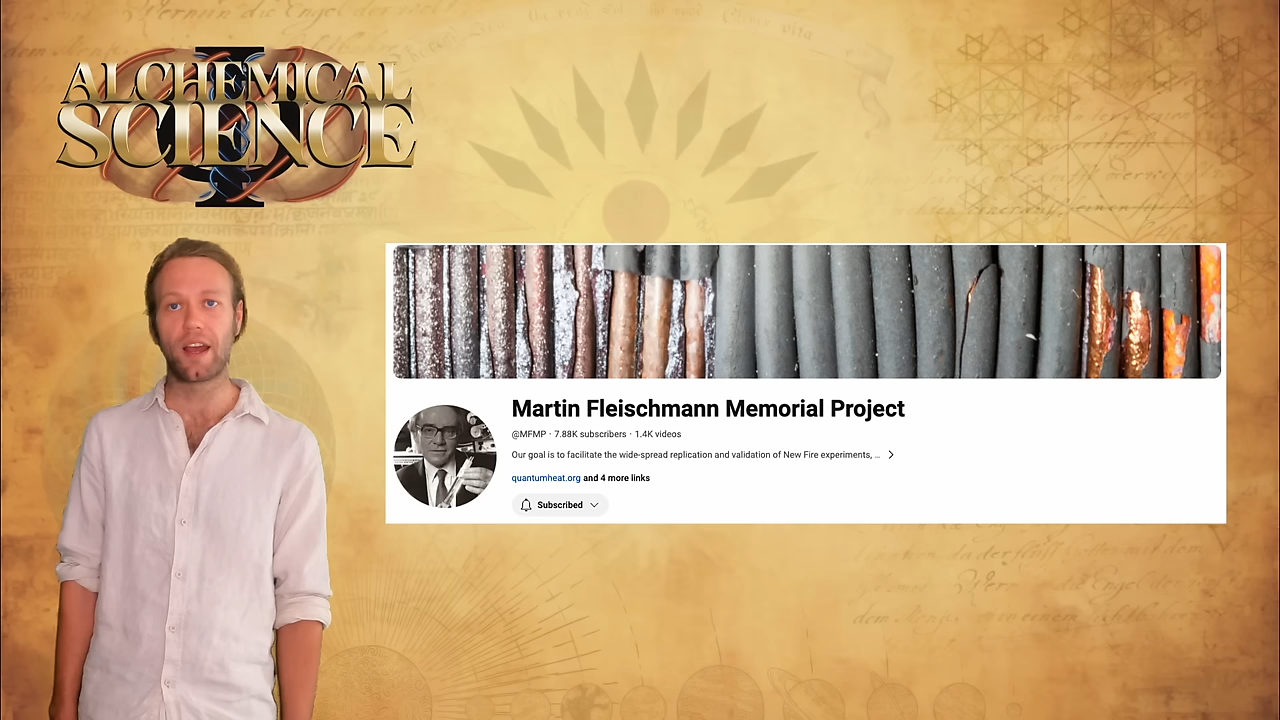 ALCHEMICAL
SCIENCE
Martin Fleischmann Memorial Project
@MFMP · 7.88K subscribers · 1.4K videos
Our goal is to facilitate the wide-spread replication and validation of New Fire experiments, ...
quantumheat.org and 4 more links
Subscribed